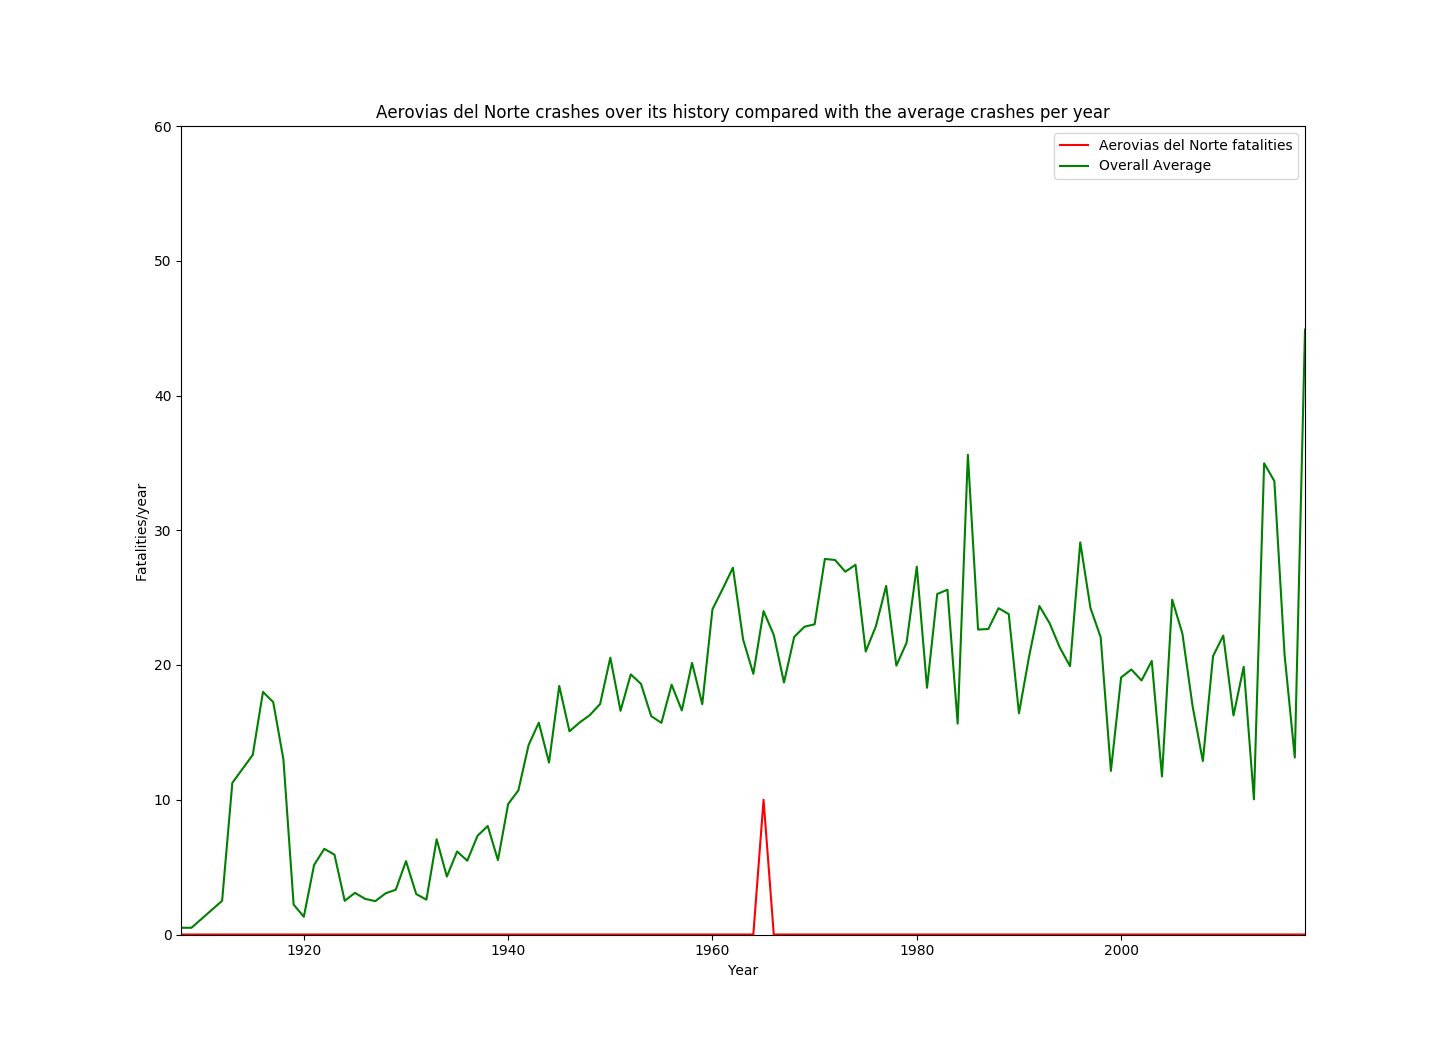 Aerovias del Norte crashes over its history compared with the average crashes per year
Aerovias del Norte fatalities
Overall Average
60
50
40
30
20
10
0
Fatalities/year
1920 1940 1960 1980 2000
Year